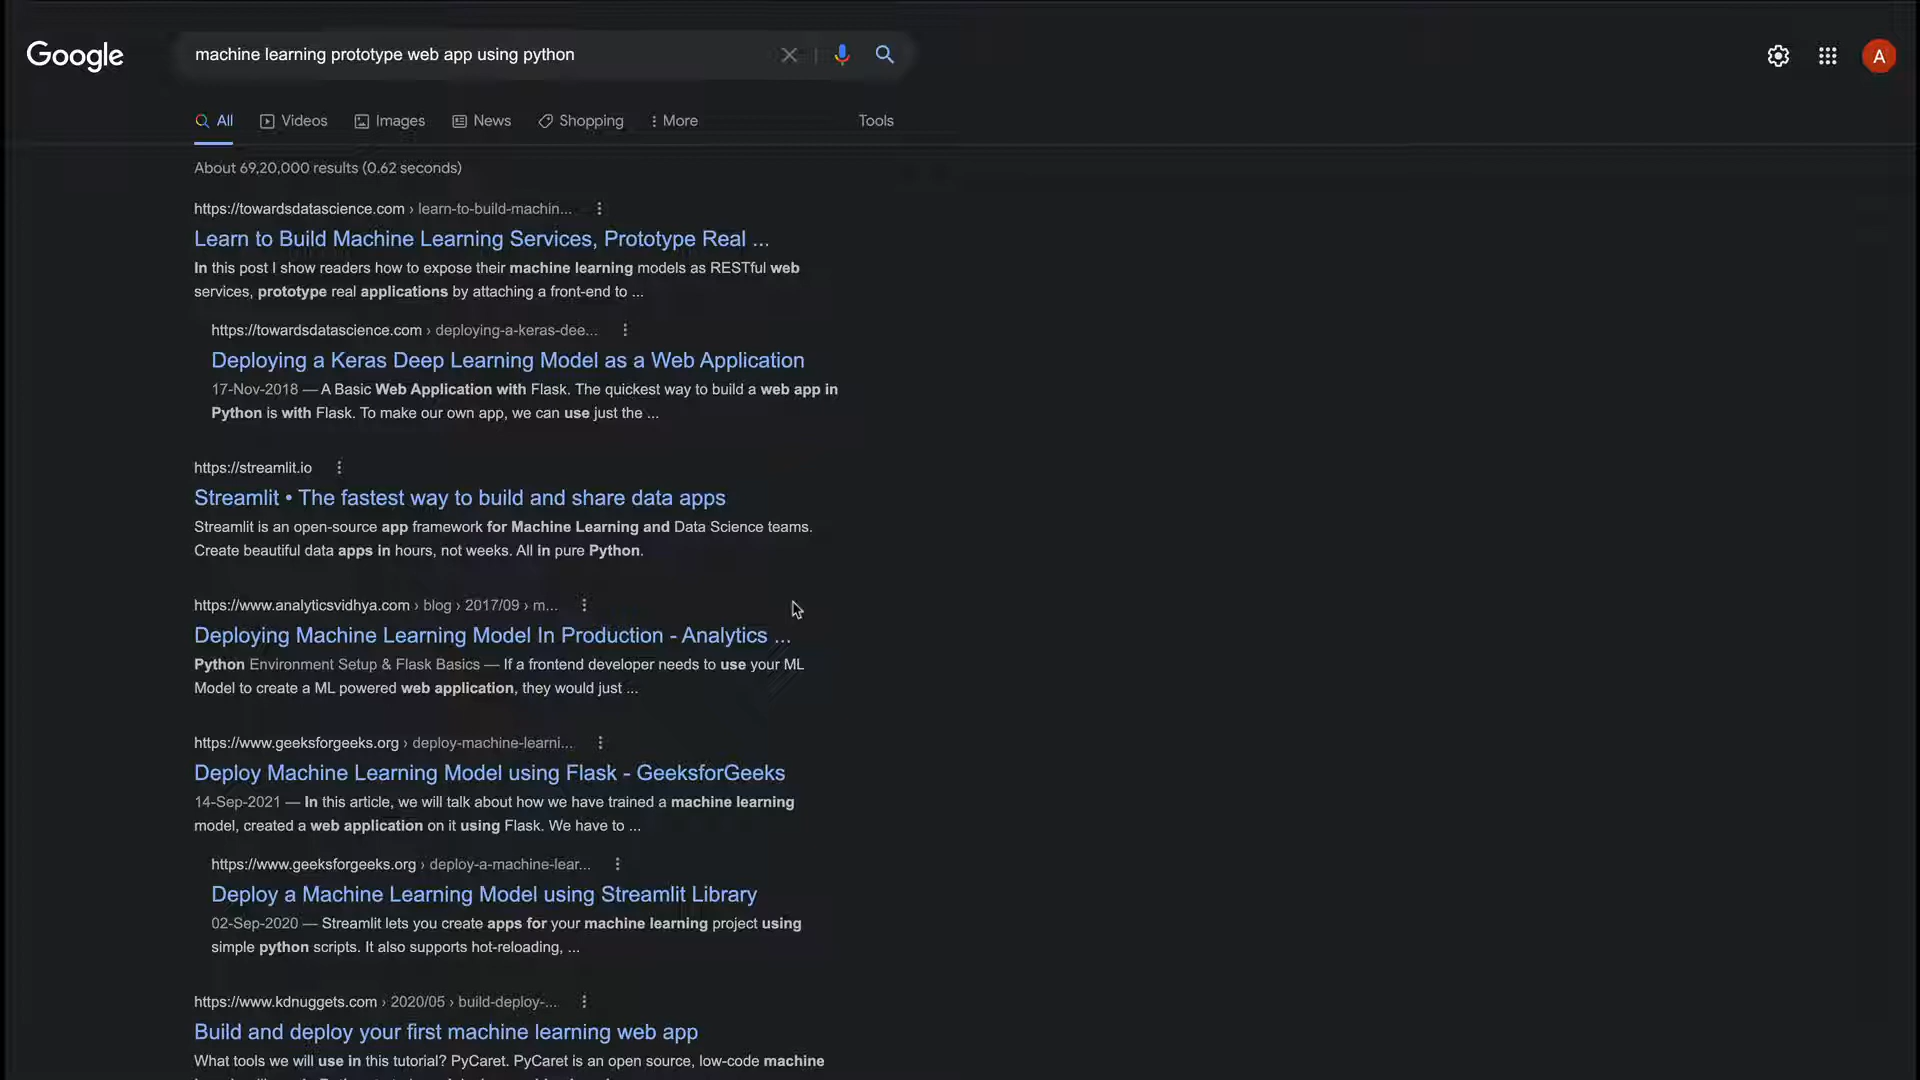 Google
machine learning prototype web app using python
All Videos Images News Shopping More Tools
About 69,20,000 results (0.62 seconds)
https://towardsdatascience.com › learn-to-build-machin...
Learn to Build Machine Learning Services, Prototype Real ...
In this post I show readers how to expose their machine learning models as RESTful web
services, prototype real applications by attaching a front-end to ...
https://towardsdatascience.com › deploying-a-keras-dee...
Deploying a Keras Deep Learning Model as a Web Application
17-Nov-2018 — A Basic Web Application with Flask. The quickest way to build a web app in
Python is with Flask. To make our own app, we can use just the ...
https://streamlit.io
Streamlit • The fastest way to build and share data apps
Streamlit is an open-source app framework for Machine Learning and Data Science teams.
Create beautiful data apps in hours, not weeks. All in pure Python.
https://www.analyticsvidhya.com › blog › 2017/09 › m...
Deploying Machine Learning Model In Production - Analytics ...
Python Environment Setup & Flask Basics — If a frontend developer needs to use your ML
Model to create a ML powered web application, they would just ...
https://www.geeksforgeeks.org › deploy-machine-learni...
Deploy Machine Learning Model using Flask - GeeksforGeeks
14-Sep-2021 — In this article, we will talk about how we have trained a machine learning
model, created a web application on it using Flask. We have to ...
https://www.geeksforgeeks.org › deploy-a-machine-lear...
Deploy a Machine Learning Model using Streamlit Library
02-Sep-2020 — Streamlit lets you create apps for your machine learning project using
simple python scripts. It also supports hot-reloading, ...
https://www.kdnuggets.com › 2020/05 › build-deploy-...
Build and deploy your first machine learning web app
What tools we will use in this tutorial? PyCaret. PyCaret is an open source, low-code machine
A